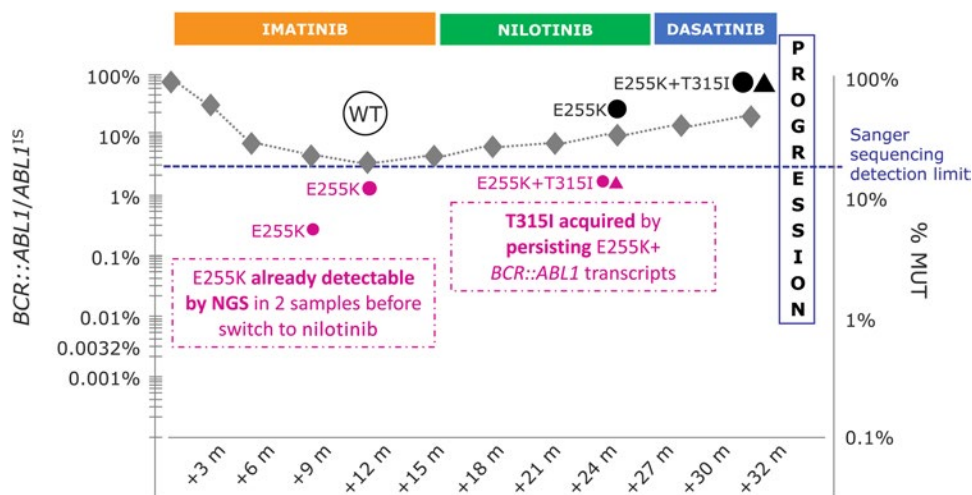 IMATINIB
NILOTINIB
DASATINIB
PROGRESSION
BCR::ABL1/ABL1IS
100%
10%
1%
0.1%
0.01%
0.0032%
0.001%
WT
E255K
E255K+T315I
E255K
E255K
E255K+T315I
E255K already detectable
by NGS in 2 samples before
switch to nilotinib
T315I acquired by
persisting E255K+
BCR::ABL1 transcripts
100%
Sanger
sequencing
detection limit
10%
1%
0.1%
% MUT
+3 m
+6 m
+9 m
+12 m
+15 m
+18 m
+21 m
+24 m
+27 m
+30 m
+32 m